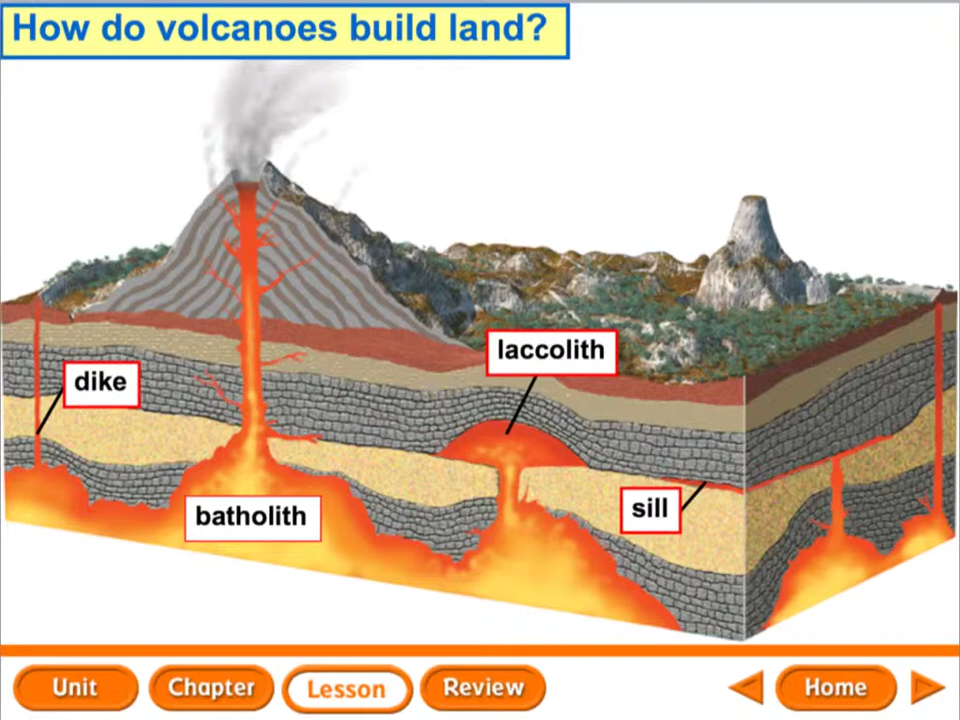 How do volcanoes build land?
laccolith
dike
sill
batholith
Unit
Chapter
Lesson
Review
Home